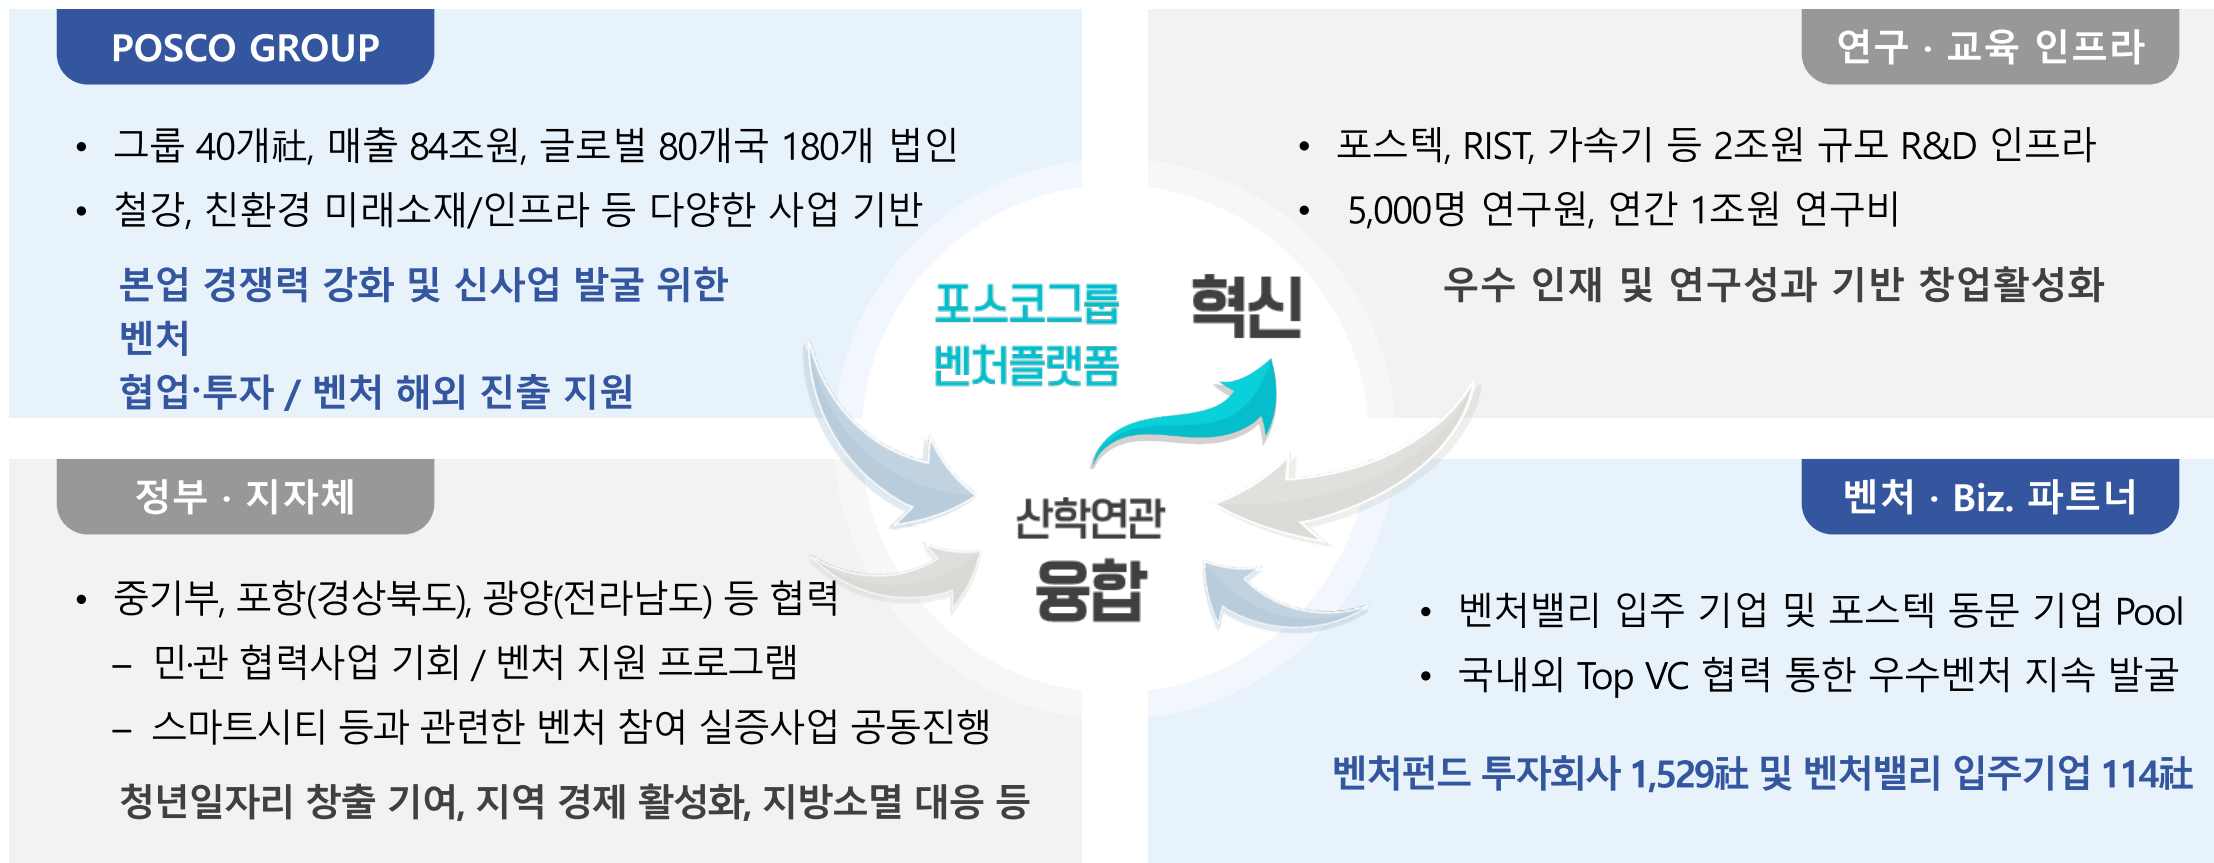 POSCO GROUP
• 그룹 40개社, 매출 84조원, 글로벌 80개국 180개 법인
• 철강, 친환경 미래소재/인프라 등 다양한 사업 기반
본업 경쟁력 강화 및 신사업 발굴 위한
벤처
협업·투자 / 벤처 해외 진출 지원
연구 · 교육 인프라
• 포스텍, RIST, 가속기 등 2조원 규모 R&D 인프라
• 5,000명 연구원, 연간 1조원 연구비
우수 인재 및 연구성과 기반 창업활성화
포스코그룹
벤처플랫폼
혁신
산학연관
융합
정부 · 지자체
• 중기부, 포항(경상북도), 광양(전라남도) 등 협력
– 민·관 협력사업 기회 / 벤처 지원 프로그램
– 스마트시티 등과 관련한 벤처 참여 실증사업 공동진행
청년일자리 창출 기여, 지역 경제 활성화, 지방소멸 대응 등
벤처 · Biz. 파트너
• 벤처밸리 입주 기업 및 포스텍 동문 기업 Pool
• 국내외 Top VC 협력 통한 우수벤처 지속 발굴
벤처펀드 투자회사 1,529社 및 벤처밸리 입주기업 114社